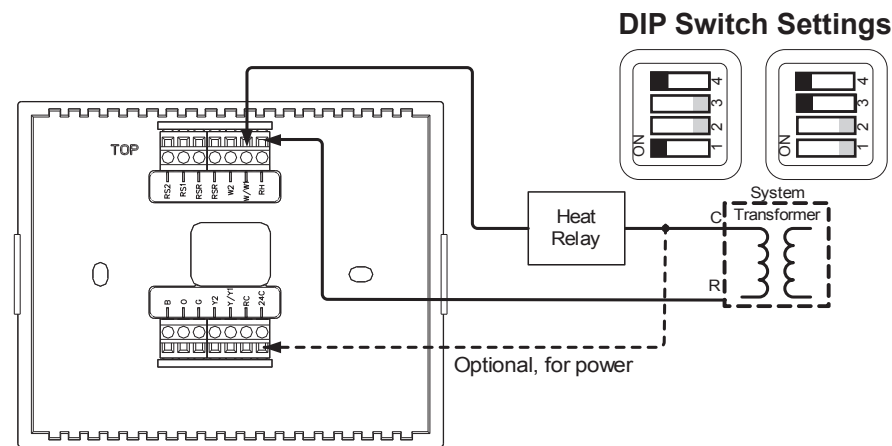 DIP Switch Settings
4
3
2
1
ON
4
3
2
1
ON
TOP
RS2
RS1
RSR
RSR
W2
W/W1
RH
Heat
Relay
System
Transformer
C
R
B
O
G
Y2
Y/Y1
RC
24C
Optional, for power